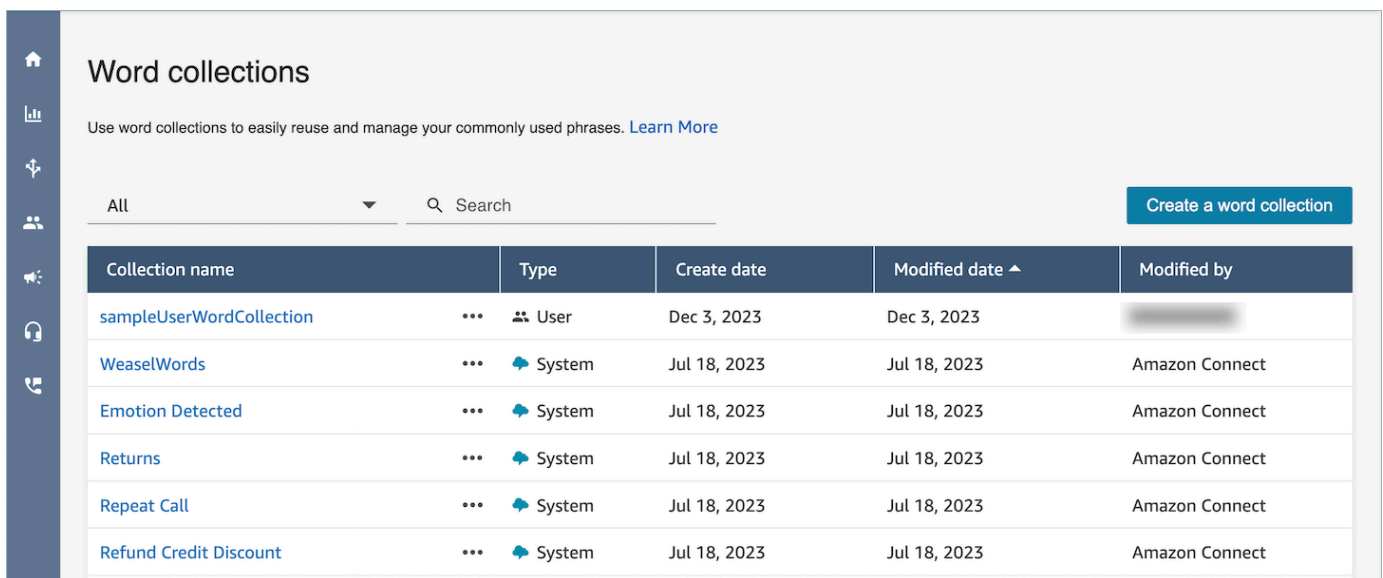 Word collections
Use word collections to easily reuse and manage your commonly used phrases. Learn More
All Search Create a word collection
Collection name Type Create date Modified date Modified by
sampleUserWordCollection ••• User Dec 3, 2023 Dec 3, 2023
WeaselWords ••• System Jul 18, 2023 Jul 18, 2023 Amazon Connect
Emotion Detected ••• System Jul 18, 2023 Jul 18, 2023 Amazon Connect
Returns ••• System Jul 18, 2023 Jul 18, 2023 Amazon Connect
Repeat Call ••• System Jul 18, 2023 Jul 18, 2023 Amazon Connect
Refund Credit Discount ••• System Jul 18, 2023 Jul 18, 2023 Amazon Connect